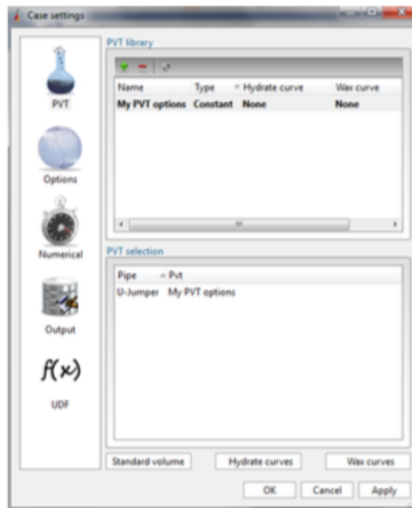 Case settings
PVT
Options
Numerical
Output
f(x)
UDF
PVT library
Name Type Hydrate curve Wax curve
My PVT options Constant None None
PVT selection
Pipe Pvt
U-Jumper My PVT options
Standard volume Hydrate curves Wax curves
OK Cancel Apply